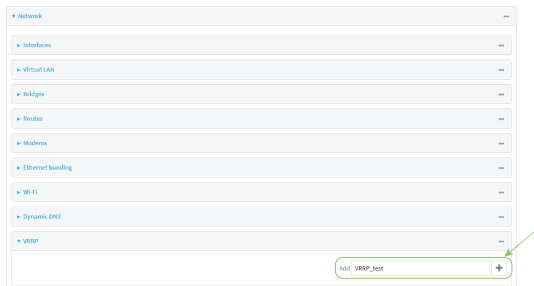 Network
Interfaces
Virtual LAN
Bridges
Routes
Modems
Ethernet bonding
Wi-Fi
Dynamic DNS
VRRP
Add VRRP_test